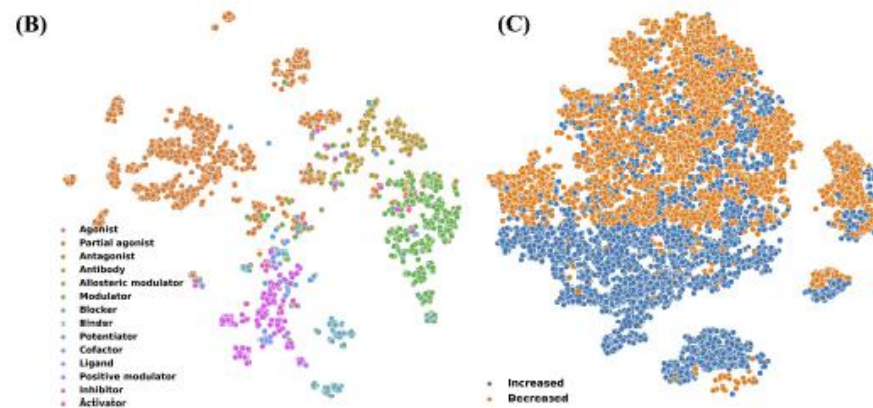 (B)
Agonist
Partial agonist
Antagonist
Antibody
Allosteric modulator
Modulator
Blocker
Binder
Potentiator
Cofactor
Ligand
Positive modulator
Inhibitor
Activator
(C)
Increased
Decreased